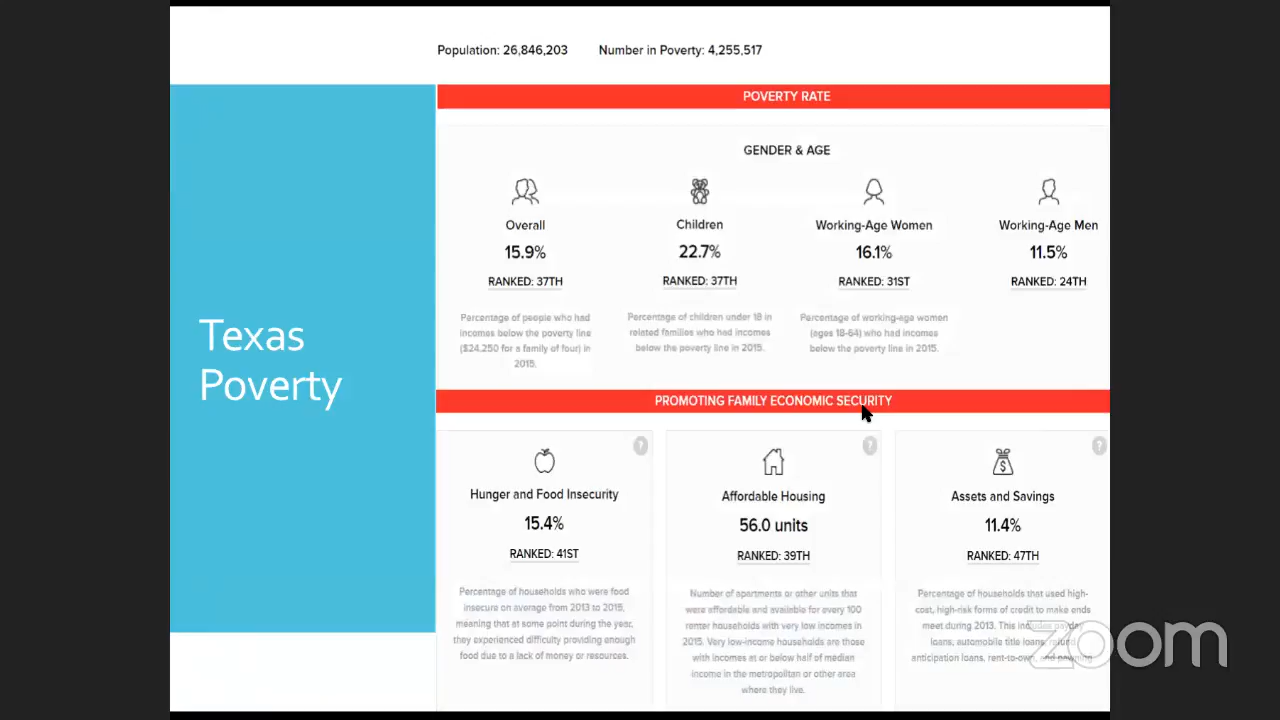 Population: 26,846,203 Number in Poverty: 4,255,517
POVERTY RATE
GENDER & AGE
Overall
15.9%
RANKED: 37TH
Percentage of people who had
incomes below the poverty line
($24,250 for a family of four) in
2015.
Children
22.7%
RANKED: 37TH
Percentage of children under 18 in
related families who had incomes
below the poverty line in 2015.
Working-Age Women
16.1%
RANKED: 31ST
Percentage of working-age women
(ages 18-64) who had incomes
below the poverty line in 2015.
Working-Age Men
11.5%
RANKED: 24TH
Texas
Poverty
PROMOTING FAMILY ECONOMIC SECURITY
?
Hunger and Food Insecurity
15.4%
RANKED: 41ST
Percentage of households who were food
insecure on average from 2013 to 2015,
meaning that at some point during the year,
they experienced difficulty providing enough
food due to a lack of money or resources.
?
Affordable Housing
56.0 units
RANKED: 39TH
Number of apartments or other units that
were affordable and available for every 100
renter households with very low incomes in
2015. Very low-income households are those
with incomes at or below half of median
income in the metropolitan or other area
where they live.
?
Assets and Savings
11.4%
RANKED: 47TH
Percentage of households that used high-
cost, high-risk forms of credit to make ends
meet during 2013. This includes payday
loans, automobile title loans, refund
anticipation loans, rent-to-own, and pawning.
zoom